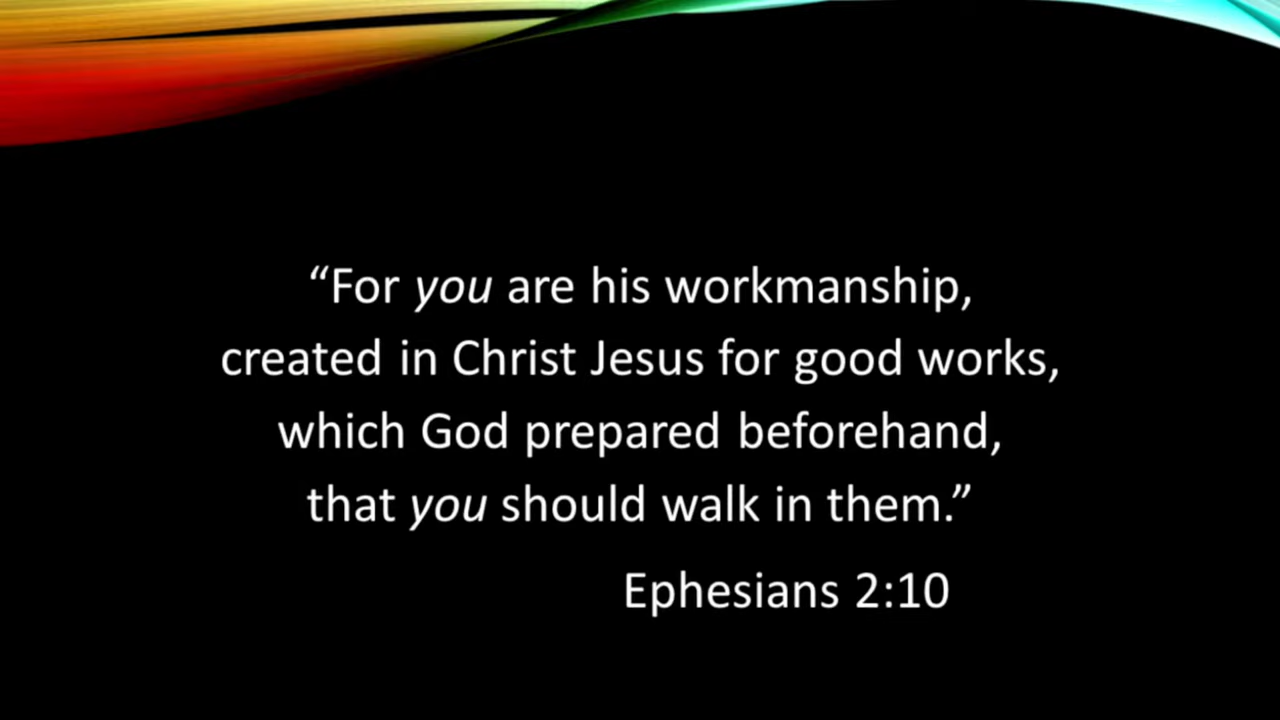 “For you are his workmanship,
created in Christ Jesus for good works,
which God prepared beforehand,
that you should walk in them.”
Ephesians 2:10